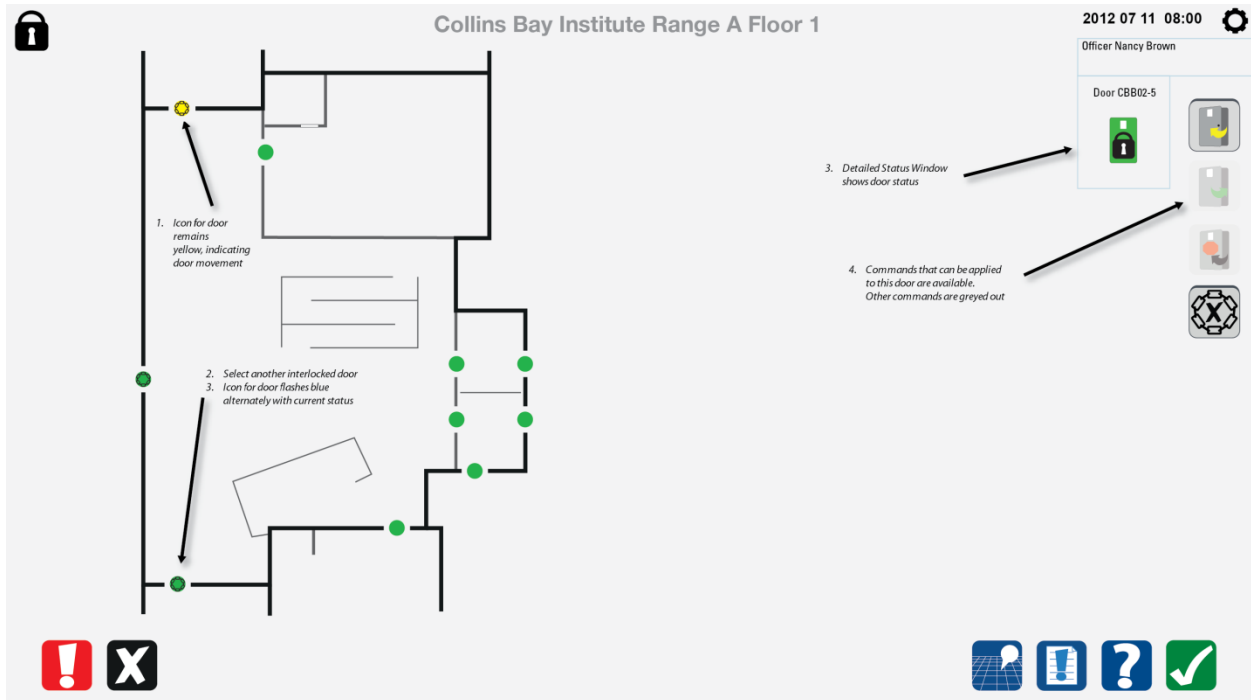 Collins Bay Institute Range A Floor 1
2012 07 11 08:00
Officer Nancy Brown
Door CBB02-5
3. Detailed Status Window
shows door status
1. Icon for door
remains
yellow, indicating
door movement
4. Commands that can be applied
to this door are available.
Other commands are greyed out
X
2. Select another interlocked door
3. Icon for door flashes blue
alternately with current status
! X ! ?